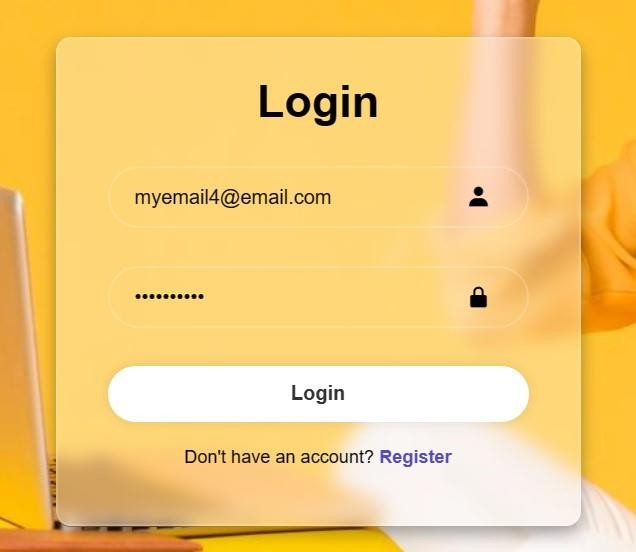 Login
myemail4@email.com
••••••••••
Login
Don't have an account? Register